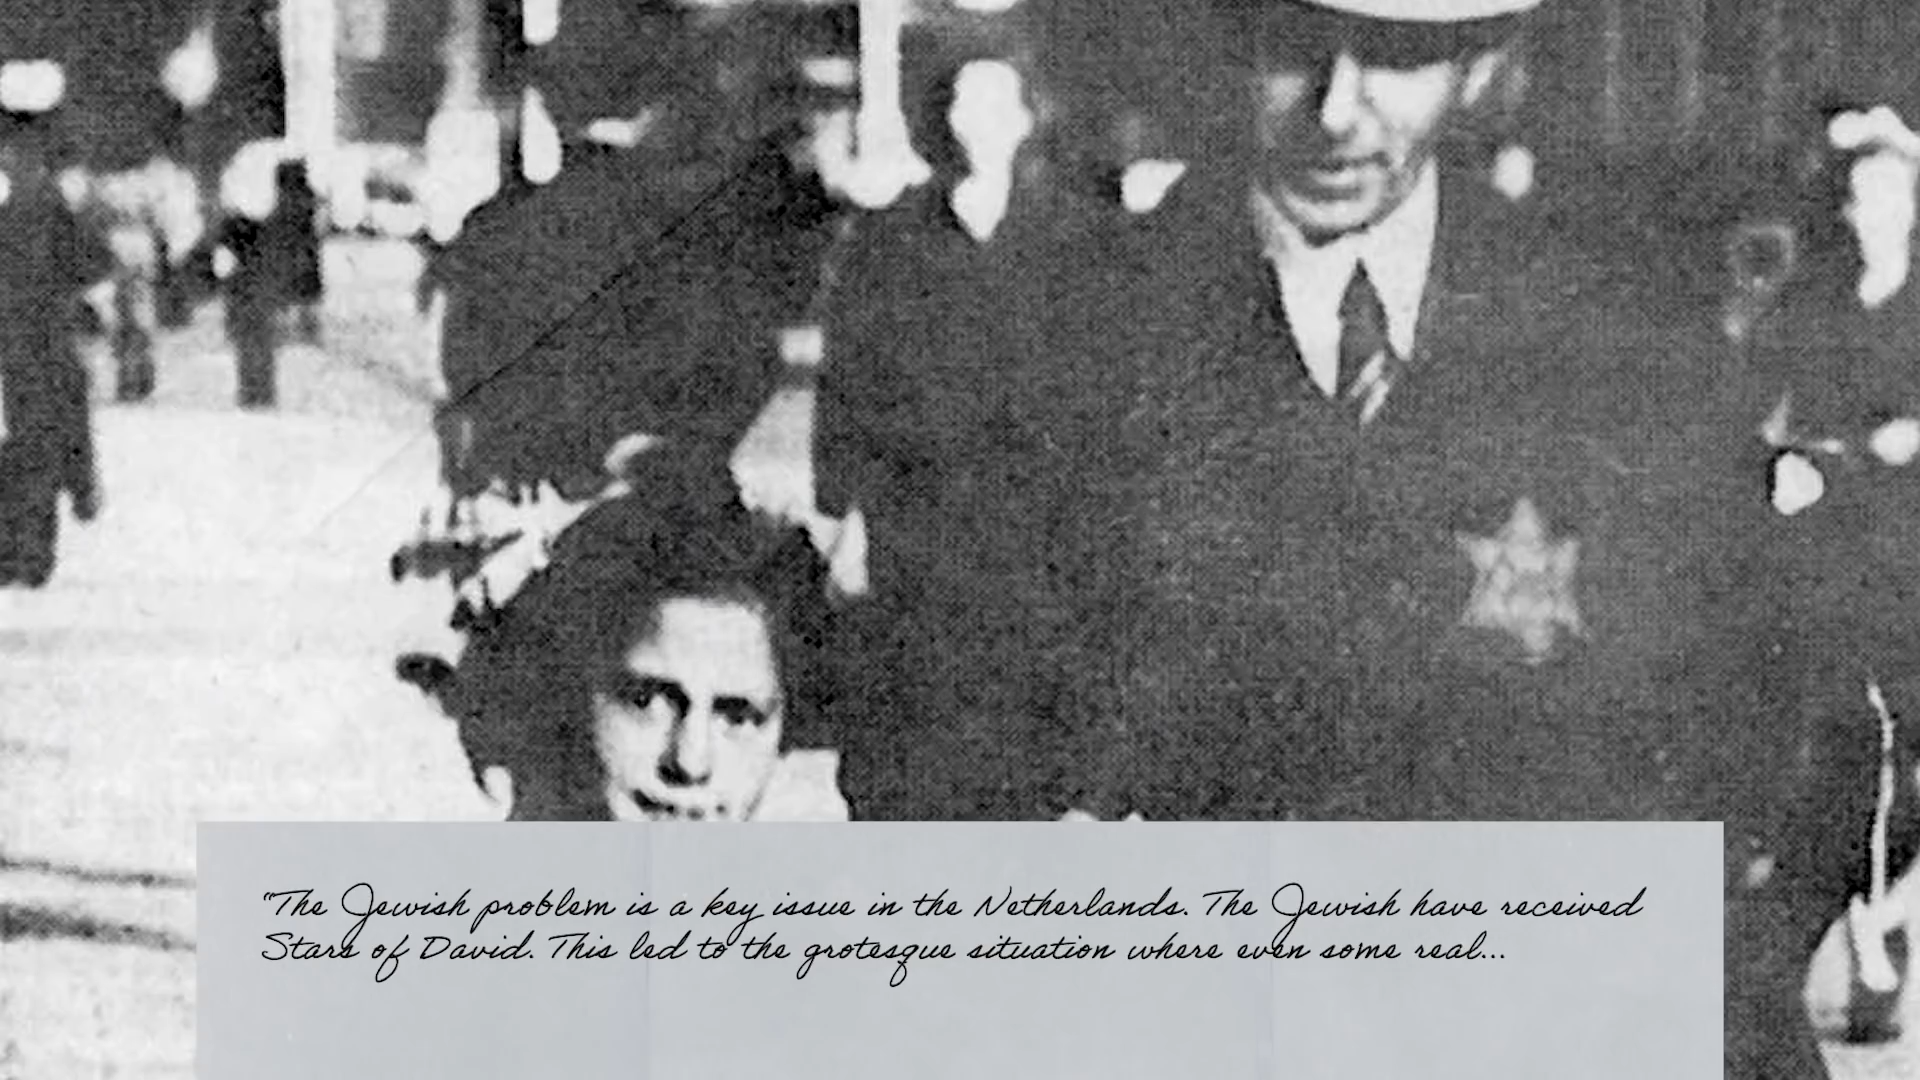 "The Jewish problem is a key issue in the Netherlands. The Jewish have received
Stars of David. This led to the grotesque situation where even some real...